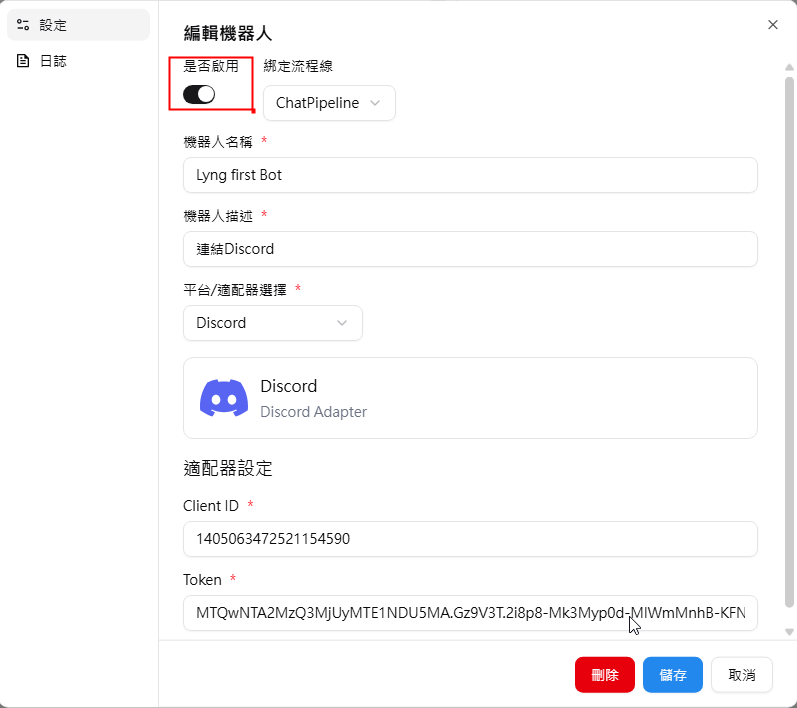 設定
日誌
編輯機器人
是否啟用 綁定流程線
ChatPipeline
機器人名稱 *
Lyng first Bot
機器人描述 *
連結Discord
平台/適配器選擇 *
Discord
Discord
Discord Adapter
適配器設定
Client ID *
1405063472521154590
Token *
MTQwNTA2MzQ3MjUyMTE1NDU5MA.Gz9V3T.2i8p8-Mk3Myp0d-MlWmMnhB-KFN
刪除 儲存 取消